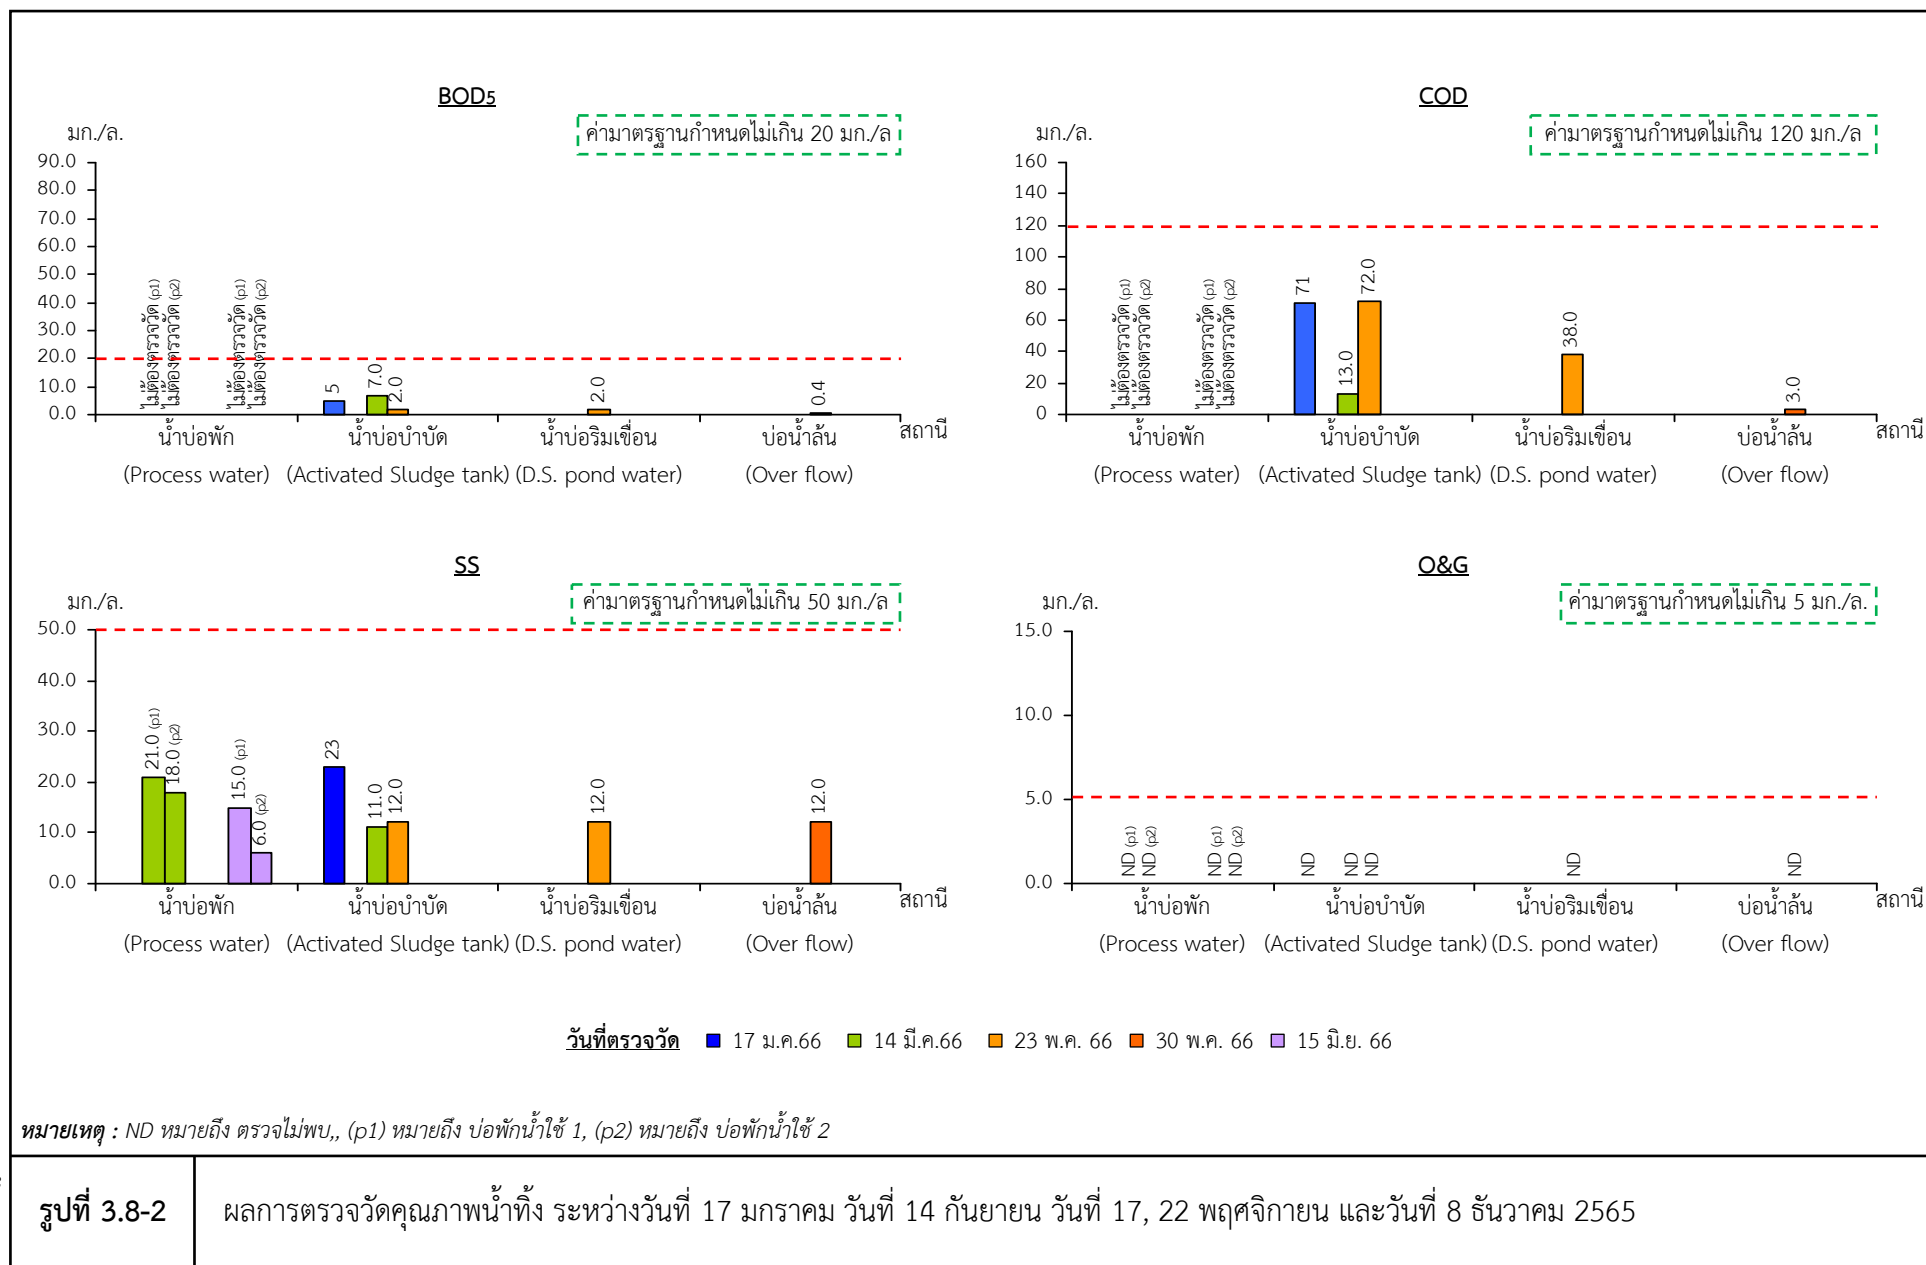 BOD5
มก./ล.
ค่ามาตรฐานกำหนดไม่เกิน 20 มก./ล
90.0
80.0
70.0
60.0
50.0
40.0
30.0
20.0
10.0
0.0
ไม่ต้องตรวจวัด (p1)
ไม่ต้องตรวจวัด (p2)
ไม่ต้องตรวจวัด (p1)
ไม่ต้องตรวจวัด (p2)
5
7.0
2.0
2.0
0.4
น้ำบ่อพัก น้ำบ่อบำบัด น้ำบ่อริมเขื่อน บ่อน้ำล้น สถานี
(Process water) (Activated Sludge tank) (D.S. pond water) (Over flow)
COD
มก./ล.
ค่ามาตรฐานกำหนดไม่เกิน 120 มก./ล
160
140
120
100
80
60
40
20
0
ไม่ต้องตรวจวัด (p1)
ไม่ต้องตรวจวัด (p2)
ไม่ต้องตรวจวัด (p1)
ไม่ต้องตรวจวัด (p2)
71
13.0
72.0
38.0
3.0
น้ำบ่อพัก น้ำบ่อบำบัด น้ำบ่อริมเขื่อน บ่อน้ำล้น สถานี
(Process water) (Activated Sludge tank) (D.S. pond water) (Over flow)
SS
มก./ล.
ค่ามาตรฐานกำหนดไม่เกิน 50 มก./ล
50.0
40.0
30.0
20.0
10.0
0.0
21.0 (p1)
18.0 (p2)
15.0 (p1)
6.0 (p2)
23
11.0
12.0
12.0
12.0
น้ำบ่อพัก น้ำบ่อบำบัด น้ำบ่อริมเขื่อน บ่อน้ำล้น สถานี
(Process water) (Activated Sludge tank) (D.S. pond water) (Over flow)
O&G
มก./ล.
ค่ามาตรฐานกำหนดไม่เกิน 5 มก./ล.
15.0
10.0
5.0
0.0
ND (p1)
ND (p2)
ND (p1)
ND (p2)
ND
ND
ND
ND
ND
น้ำบ่อพัก น้ำบ่อบำบัด น้ำบ่อริมเขื่อน บ่อน้ำล้น สถานี
(Process water) (Activated Sludge tank) (D.S. pond water) (Over flow)
วันที่ตรวจวัด 17 ม.ค.66 14 มี.ค.66 23 พ.ค. 66 30 พ.ค. 66 15 มิ.ย. 66
หมายเหตุ : ND หมายถึง ตรวจไม่พบ,, (p1) หมายถึง บ่อพักน้ำใช้ 1, (p2) หมายถึง บ่อพักน้ำใช้ 2
รูปที่ 3.8-2 ผลการตรวจวัดคุณภาพน้ำทิ้ง ระหว่างวันที่ 17 มกราคม วันที่ 14 กันยายน วันที่ 17, 22 พฤศจิกายน และวันที่ 8 ธันวาคม 2565